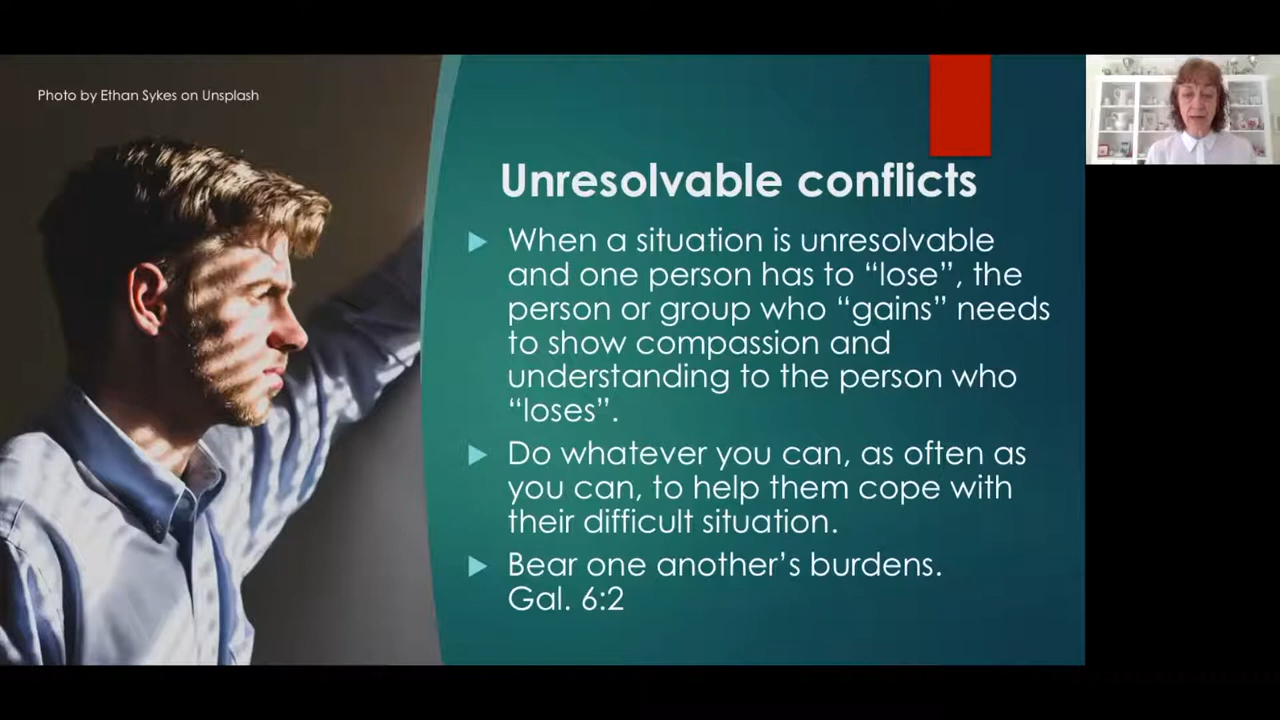 Photo by Ethan Sykes on Unsplash
Unresolvable conflicts
When a situation is unresolvable
and one person has to “lose”, the
person or group who “gains” needs
to show compassion and
understanding to the person who
“loses”.
Do whatever you can, as often as
you can, to help them cope with
their difficult situation.
Bear one another’s burdens.
Gal. 6:2